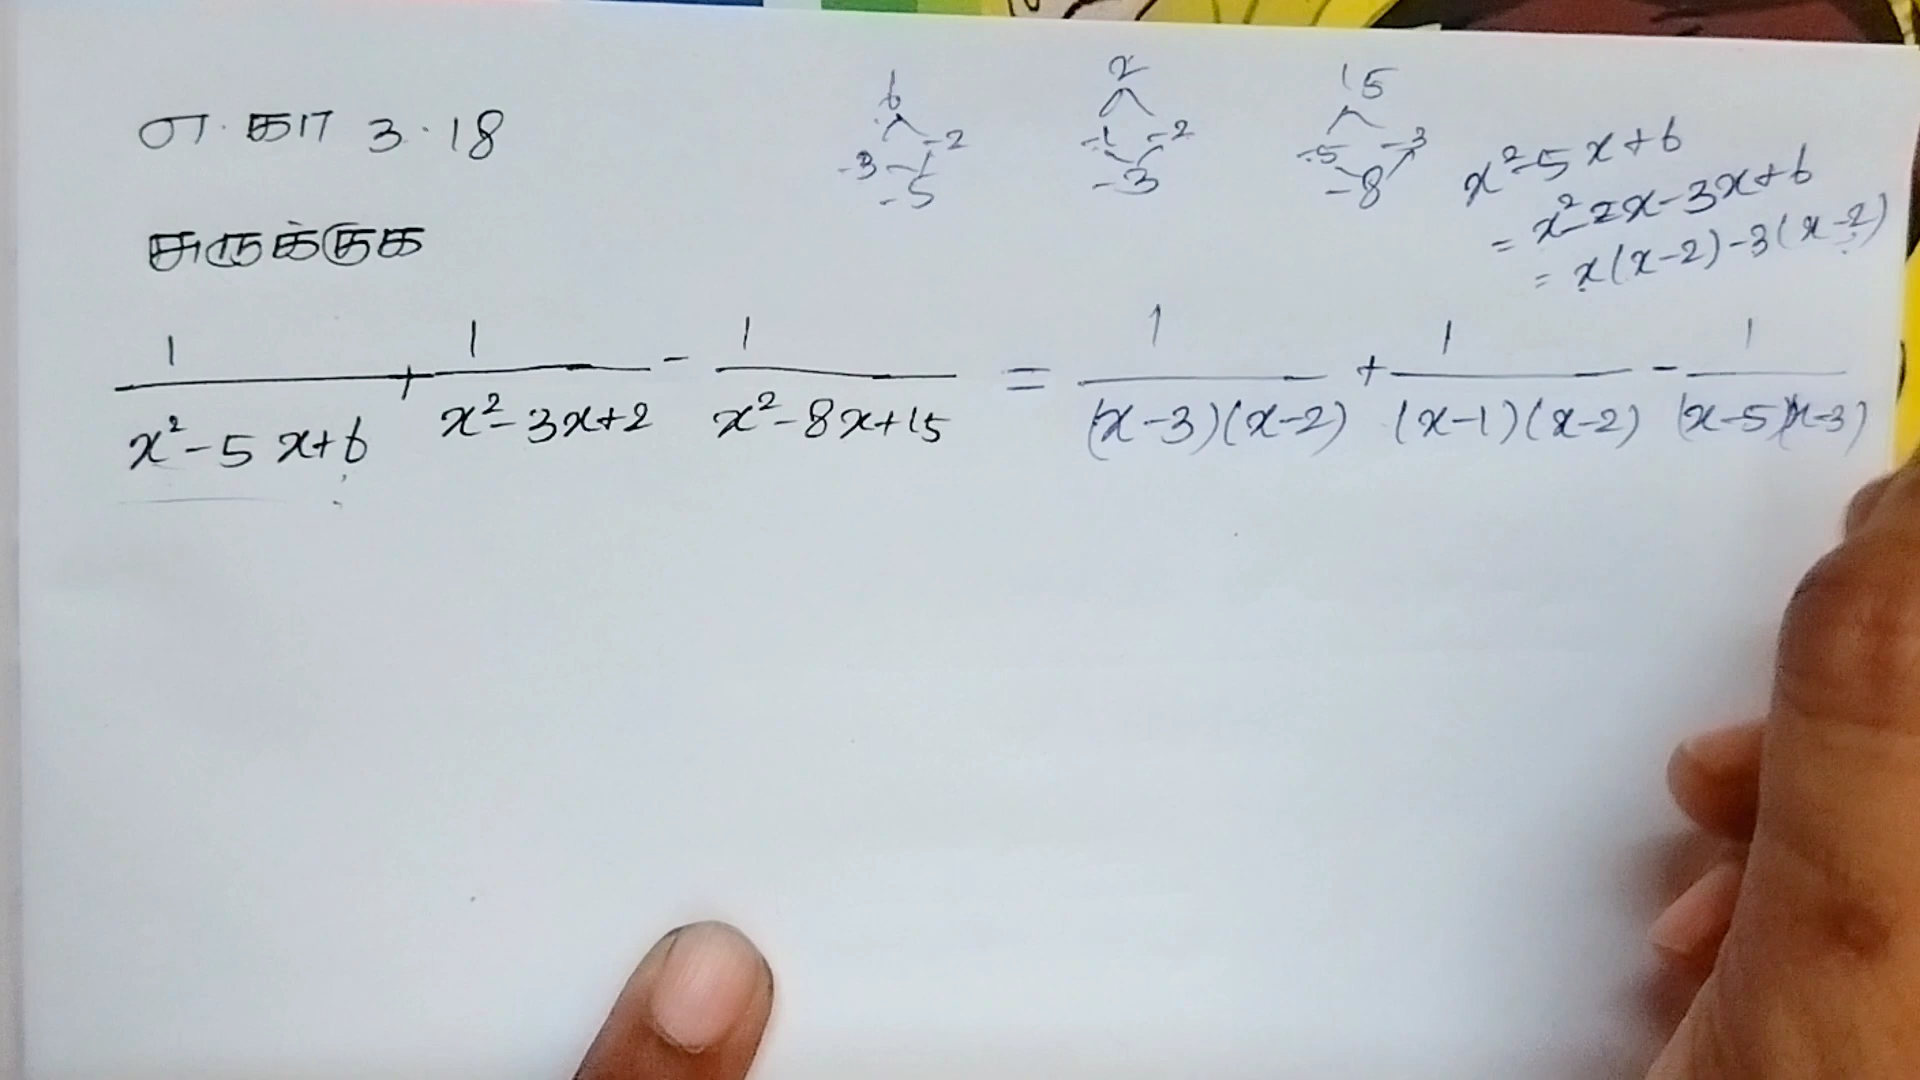 எ.கா 3.18
சுருக்குக
6
-3 -2
-5
2
-1 -2
-3
15
-5 -3
-8
x²-5x+6
= x²-2x-3x+6
= x(x-2)-3(x-2)
1/(x²-5x+6) + 1/(x²-3x+2) - 1/(x²-8x+15) = 1/((x-3)(x-2)) + 1/((x-1)(x-2)) - 1/((x-5)(x-3))